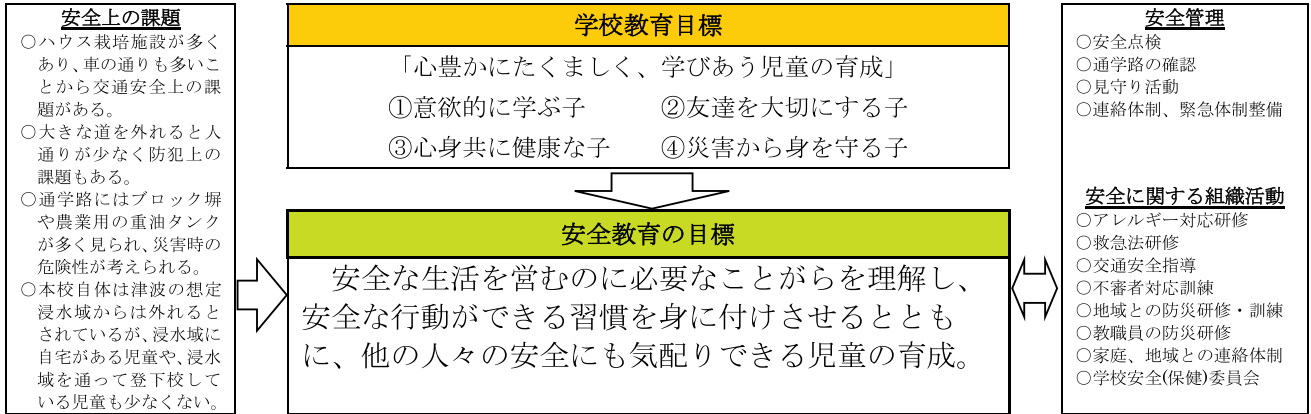 安全上の課題
○ハウス栽培施設が多く
あり、車の通りも多いこ
とから交通安全上の課
題がある。
○大きな道を外れると人
通りが少なく防犯上の
課題もある。
○通学路にはブロック塀
や農業用の重油タンク
が多く見られ、災害時の
危険性が考えられる。
○本校自体は津波の想定
浸水域からは外れると
されているが、浸水域に
自宅がある児童や、浸水
域を通って登下校して
いる児童も少なくない。
学校教育目標
「心豊かにたくましく、学びあう児童の育成」
①意欲的に学ぶ子 ②友達を大切にする子
③心身共に健康な子 ④災害から身を守る子
安全教育の目標
安全な生活を営むのに必要なことがらを理解し、
安全な行動ができる習慣を身に付けさせるととも
に、他の人々の安全にも気配りできる児童の育成。
安全管理
○安全点検
○通学路の確認
○見守り活動
○連絡体制、緊急体制整備
安全に関する組織活動
○アレルギー対応研修
○救急法研修
○交通安全指導
○不審者対応訓練
○地域との防災研修・訓練
○教職員の防災研修
○家庭、地域との連絡体制
○学校安全(保健)委員会